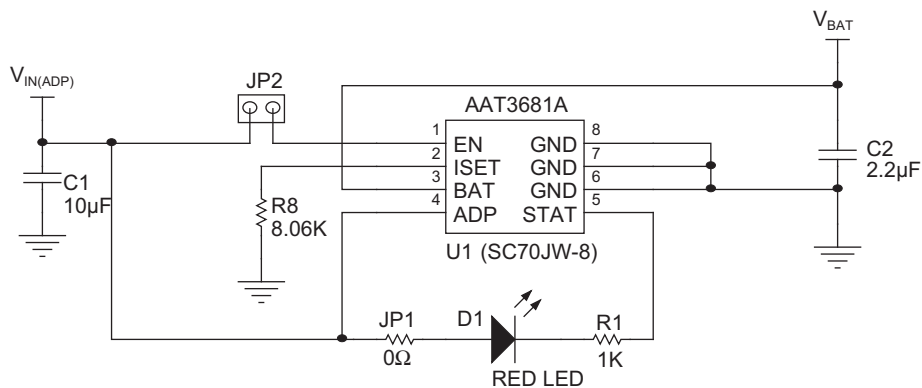 V_BAT
V_IN(ADP)
JP2
AAT3681A
1 EN GND 8
2 ISET GND 7
3 BAT GND 6
4 ADP STAT 5
U1 (SC70JW-8)
C1
10µF
R8
8.06K
C2
2.2µF
JP1
0Ω
D1
RED LED
R1
1K